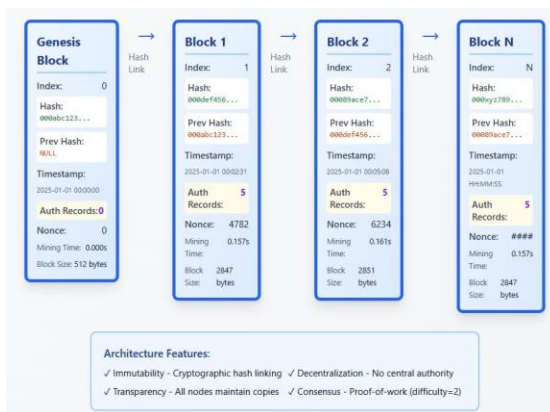 Genesis
Block
Index: 0
Hash:
000abc123...
Prev Hash:
NULL
Timestamp:
2025-01-01 00:00:00
Auth Records:0
Nonce: 0
Mining Time: 0.000s
Block Size: 512 bytes
→
Hash
Link
Block 1
Index: 1
Hash:
000def456...
Prev Hash:
000abc123...
Timestamp:
2025-01-01 00:02:31
Auth 5
Records:
Nonce: 4782
Mining 0.157s
Time:
Block 2847
Size: bytes
→
Hash
Link
Block 2
Index: 2
Hash:
00089ace7...
Prev Hash:
000def456...
Timestamp:
2025-01-01 00:05:08
Auth 5
Records:
Nonce: 6234
Mining 0.161s
Time:
Block 2851
Size: bytes
→
Hash
Link
Block N
Index: N
Hash:
000xyz789...
Prev Hash:
00089ace7...
Timestamp:
2025-01-01
HH:MM:SS
Auth 5
Records:
Nonce: ####
Mining 0.157s
Time:
Block 2847
Size: bytes
Architecture Features:
✓ Immutability - Cryptographic hash linking ✓ Decentralization - No central authority
✓ Transparency - All nodes maintain copies ✓ Consensus - Proof-of-work (difficulty=2)